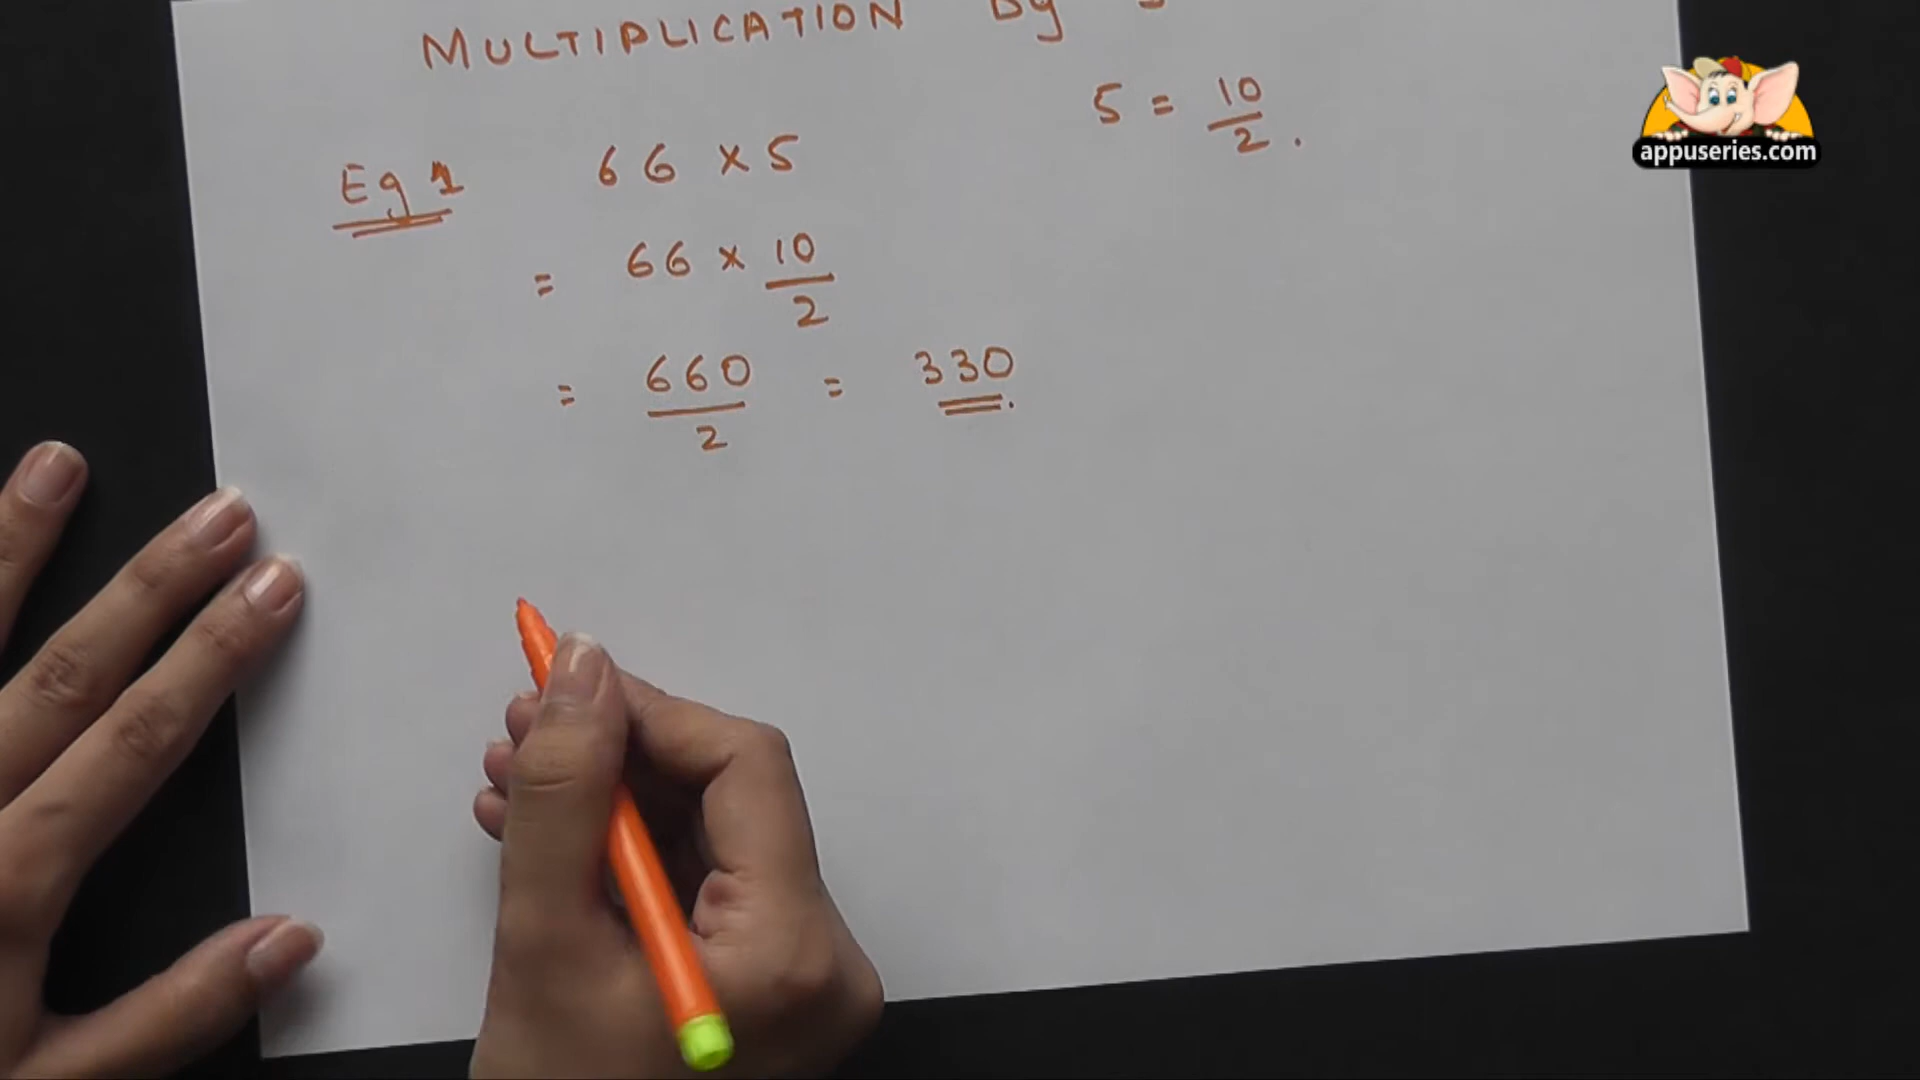 MULTIPLICATION By
5 = 10/2.
Eg 1 66 × 5
= 66 × 10/2
= 660/2 = 330.
appuseries.com